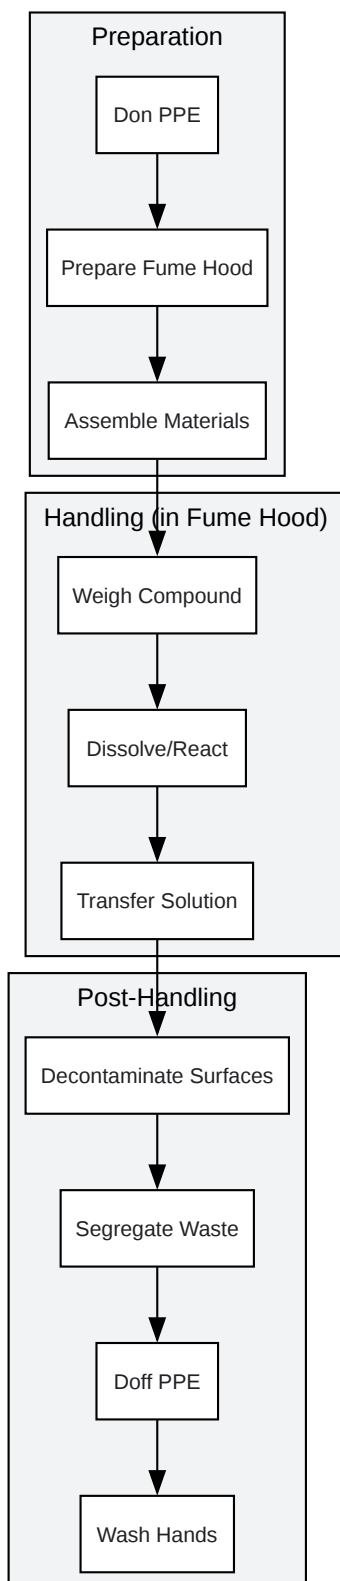 Preparation
Don PPE
Prepare Fume Hood
Assemble Materials
Handling (in Fume Hood)
Weigh Compound
Dissolve/React
Transfer Solution
Post-Handling
Decontaminate Surfaces
Segregate Waste
Doff PPE
Wash Hands